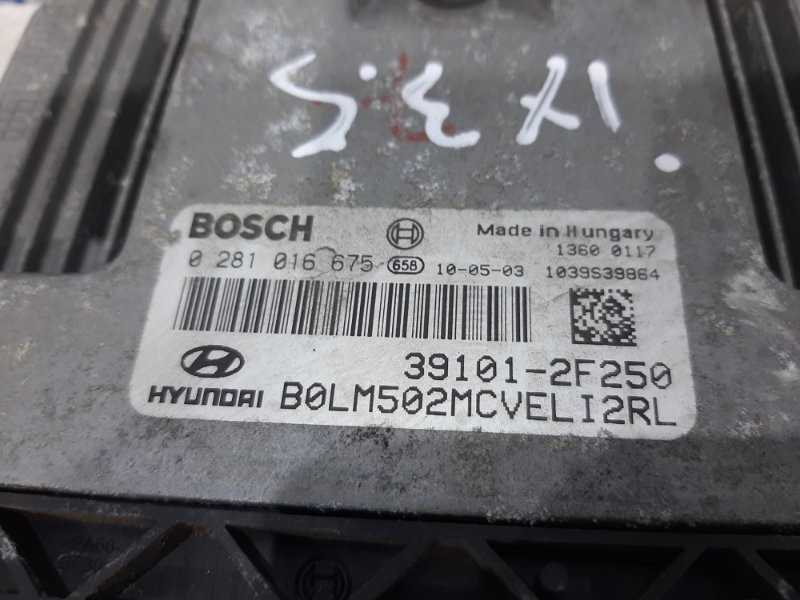 BOSCH Made in Hungary
1360 0117
0 281 016 675 658 10-05-03 1039S39864
39101-2F250
HYUNDAI B0LM502MCVELI2RL